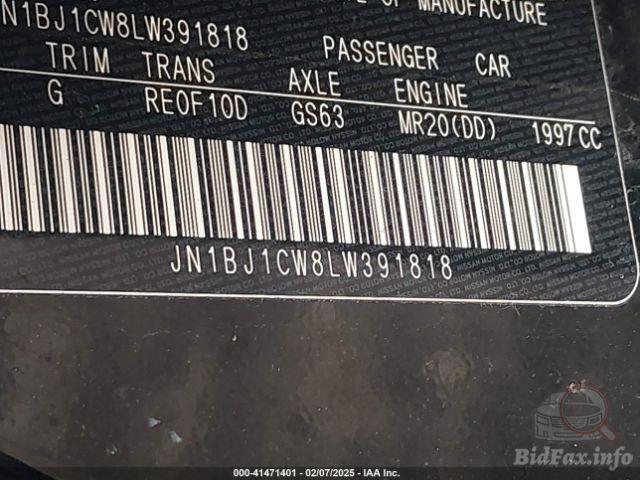 OF MANUFACTURE
N1BJ1CW8LW391818
PASSENGER CAR
TRIM TRANS AXLE ENGINE
G RE0F10D GS63 MR20(DD) 1997CC
JN1BJ1CW8LW391818
000-41471401 - 02/07/2025 - IAA Inc.
BidFax.info